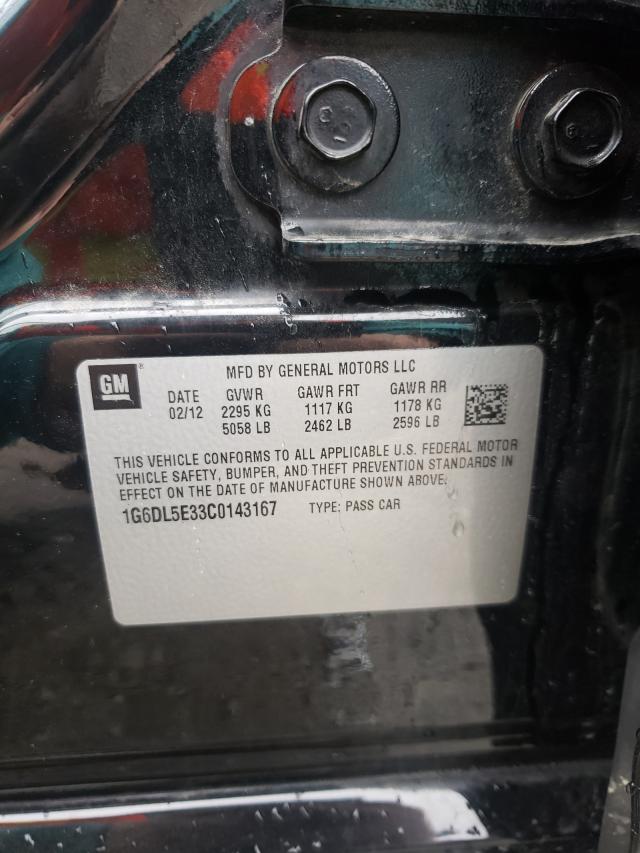 GM®
MFD BY GENERAL MOTORS LLC
DATE GVWR GAWR FRT GAWR RR
02/12 2295 KG 1117 KG 1178 KG
5058 LB 2462 LB 2596 LB
THIS VEHICLE CONFORMS TO ALL APPLICABLE U.S. FEDERAL MOTOR
VEHICLE SAFETY, BUMPER, AND THEFT PREVENTION STANDARDS IN
EFFECT ON THE DATE OF MANUFACTURE SHOWN ABOVE.
1G6DL5E33C0143167 TYPE: PASS CAR